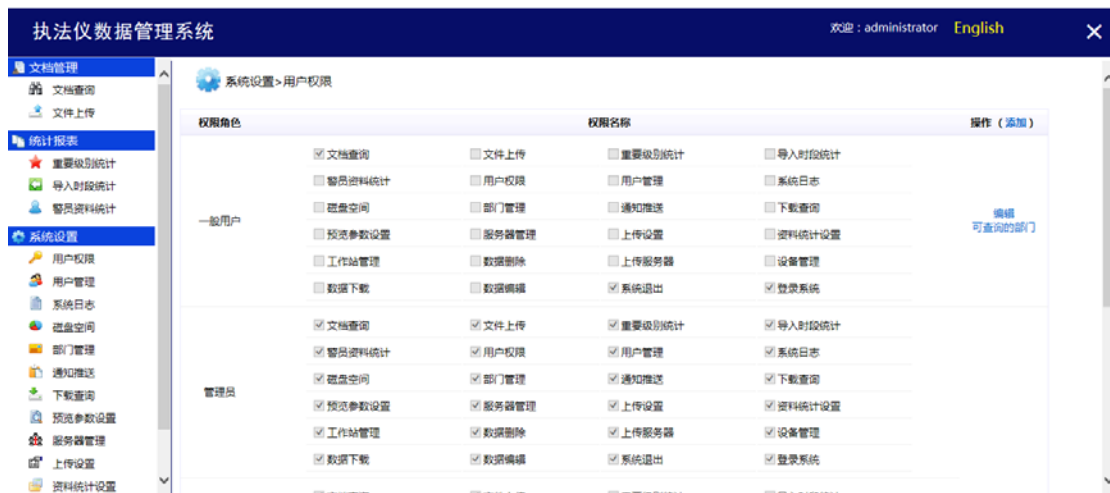 执法仪数据管理系统 欢迎：administrator English
文档管理
文档查询
文件上传
统计报表
重要级别统计
导入时段统计
警员资料统计
系统设置
用户权限
用户管理
系统日志
磁盘空间
部门管理
通知推送
下载查询
预览参数设置
服务器管理
上传设置
资料统计设置
系统设置>用户权限
权限角色 权限名称 操作（添加）
一般用户
文档查询 文件上传 重要级别统计 导入时段统计
警员资料统计 用户权限 用户管理 系统日志
磁盘空间 部门管理 通知推送 下载查询
预览参数设置 服务器管理 上传设置 资料统计设置
工作站管理 数据删除 上传服务器 设备管理
数据下载 数据编辑 系统退出 登录系统
编辑
可查询的部门
管理员
文档查询 文件上传 重要级别统计 导入时段统计
警员资料统计 用户权限 用户管理 系统日志
磁盘空间 部门管理 通知推送 下载查询
预览参数设置 服务器管理 上传设置 资料统计设置
工作站管理 数据删除 上传服务器 设备管理
数据下载 数据编辑 系统退出 登录系统